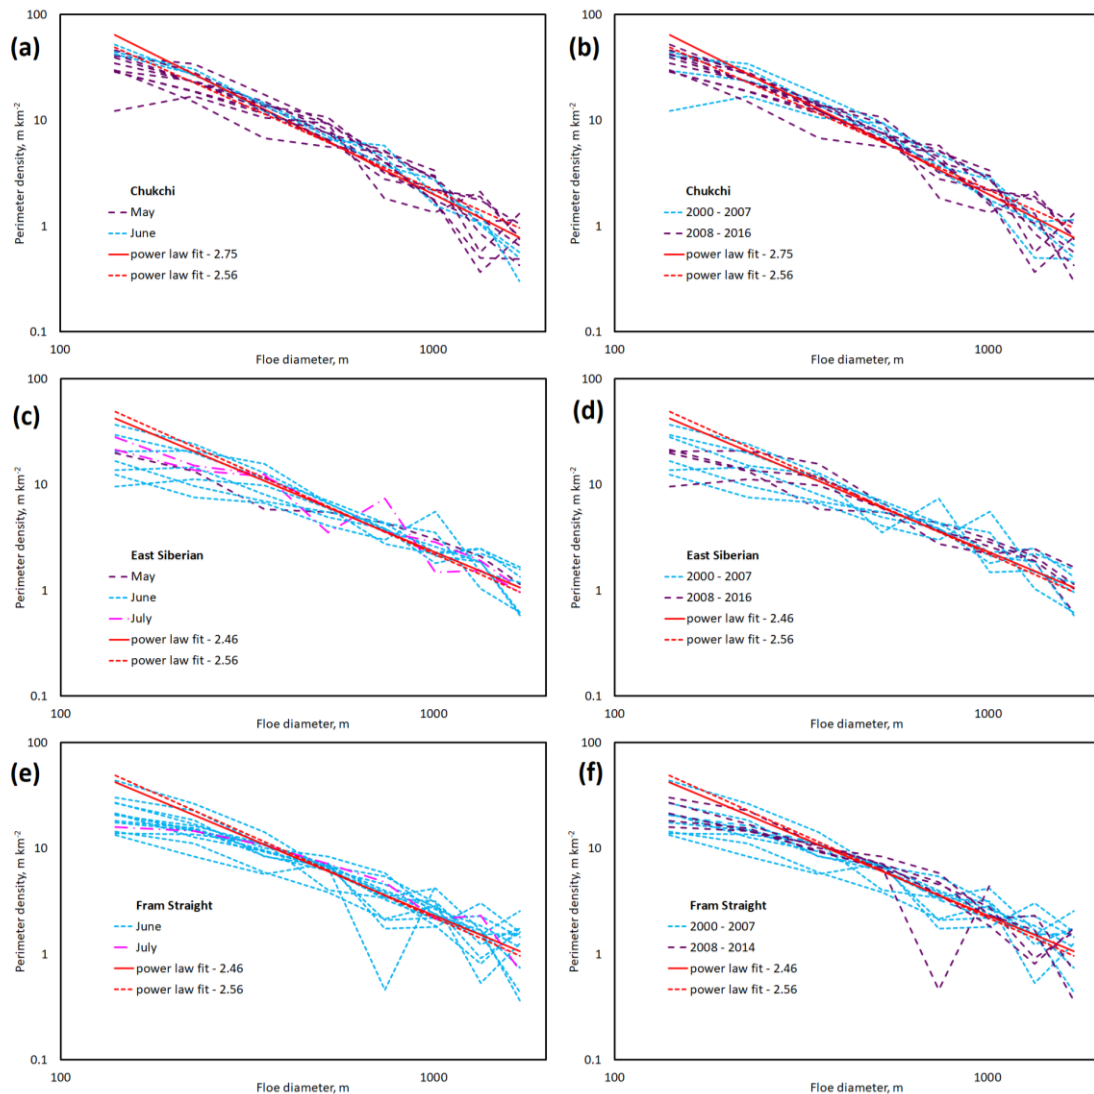 (a)
100
10
1
0.1
Perimeter density, m km⁻²
Chukchi
May
June
power law fit - 2.75
power law fit - 2.56
100
1000
Floe diameter, m
(b)
100
10
1
0.1
Perimeter density, m km⁻²
Chukchi
2000 - 2007
2008 - 2016
power law fit - 2.75
power law fit - 2.56
100
1000
Floe diameter, m
(c)
100
10
1
0.1
Perimeter density, m km⁻²
East Siberian
May
June
July
power law fit - 2.46
power law fit - 2.56
100
1000
Floe diameter, m
(d)
100
10
1
0.1
Perimeter density, m km⁻²
East Siberian
2000 - 2007
2008 - 2016
power law fit - 2.46
power law fit - 2.56
100
1000
Floe diameter, m
(e)
100
10
1
0.1
Perimeter density, m km⁻²
Fram Straight
June
July
power law fit - 2.46
power law fit - 2.56
100
1000
Floe diameter, m
(f)
100
10
1
0.1
Perimeter density, m km⁻²
Fram Straight
2000 - 2007
2008 - 2014
power law fit - 2.46
power law fit - 2.56
100
1000
Floe diameter, m